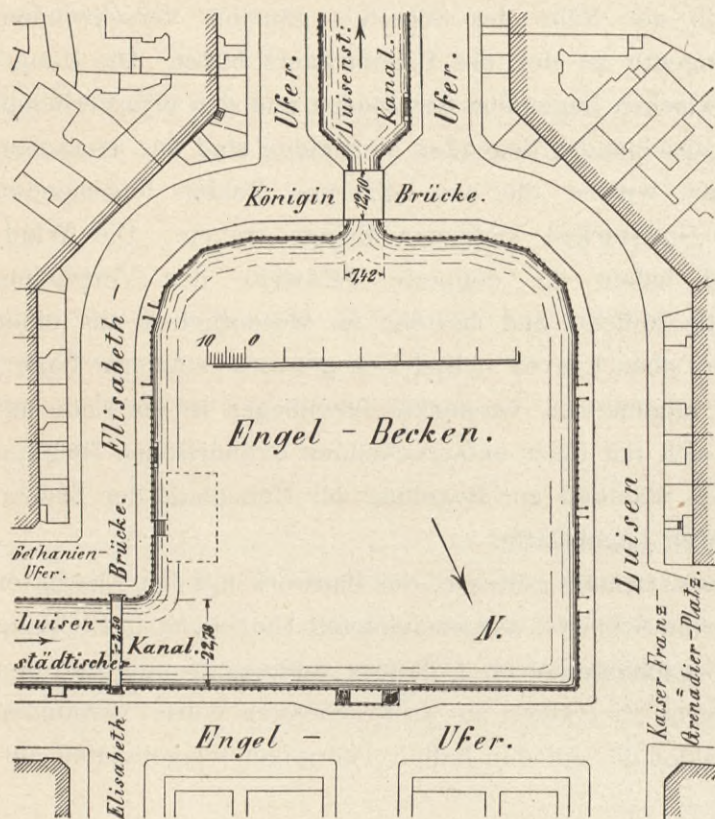 Ufer.
Luisenst.
Kanal.
Ufer.
Königin Brücke.
12,70
7,42
10 0
Elisabeth –
Engel – Becken.
Luisen –
Bethanien-
Ufer.
Brücke.
Luisen
städtischer
Kanal.
22,78
N.
Kaiser Franz
=
Grenadier-Platz.
Elisabeth-
Engel – Ufer.